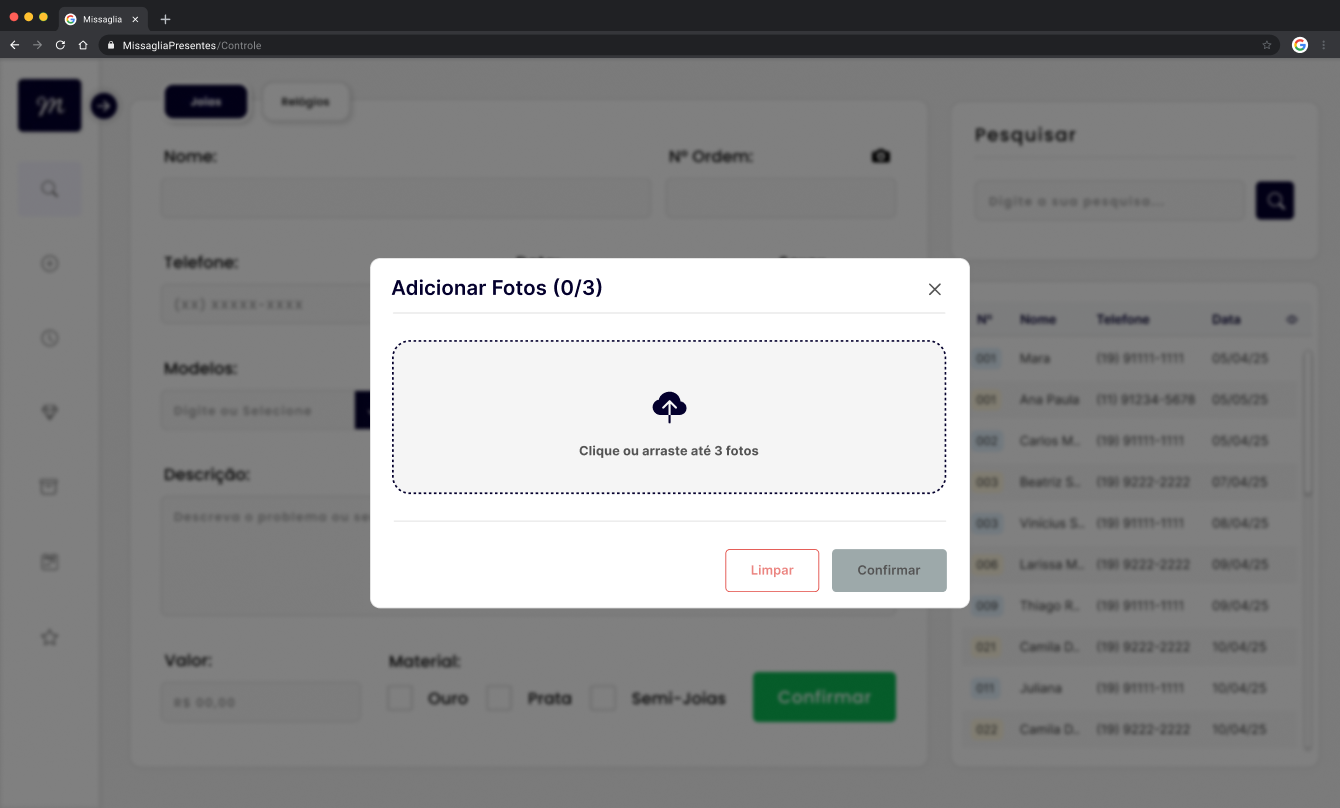 Missaglia
MissagliaPresentes/Controle
M
Joias
Relógios
Nome:
Nº Ordem:
Telefone:
(xx) xxxxx-xxxx
Modelos:
Digite ou Selecione
Descrição:
Descreva o problema ou
Valor:
R$ 00,00
Material:
Ouro
Prata
Semi-Joias
Confirmar
Adicionar Fotos (0/3)
Clique ou arraste até 3 fotos
Limpar
Confirmar
Pesquisar
Digite a sua pesquisa...
Nº Nome Telefone Data
001 Mara (19) 91111-1111 05/04/25
001 Ana Paula (11) 91234-5678 05/05/25
002 Carlos M.. (19) 91111-1111 05/04/25
003 Beatriz S.. (19) 9222-2222 07/04/25
003 Vinicius S.. (19) 91111-1111 08/04/25
006 Larissa M.. (19) 9222-2222 09/04/25
009 Thiago R.. (19) 91111-1111 09/04/25
021 Camila D.. (19) 9222-2222 10/04/25
011 Juliana (19) 91111-1111 10/04/25
022 Camila D.. (19) 9222-2222 10/04/25